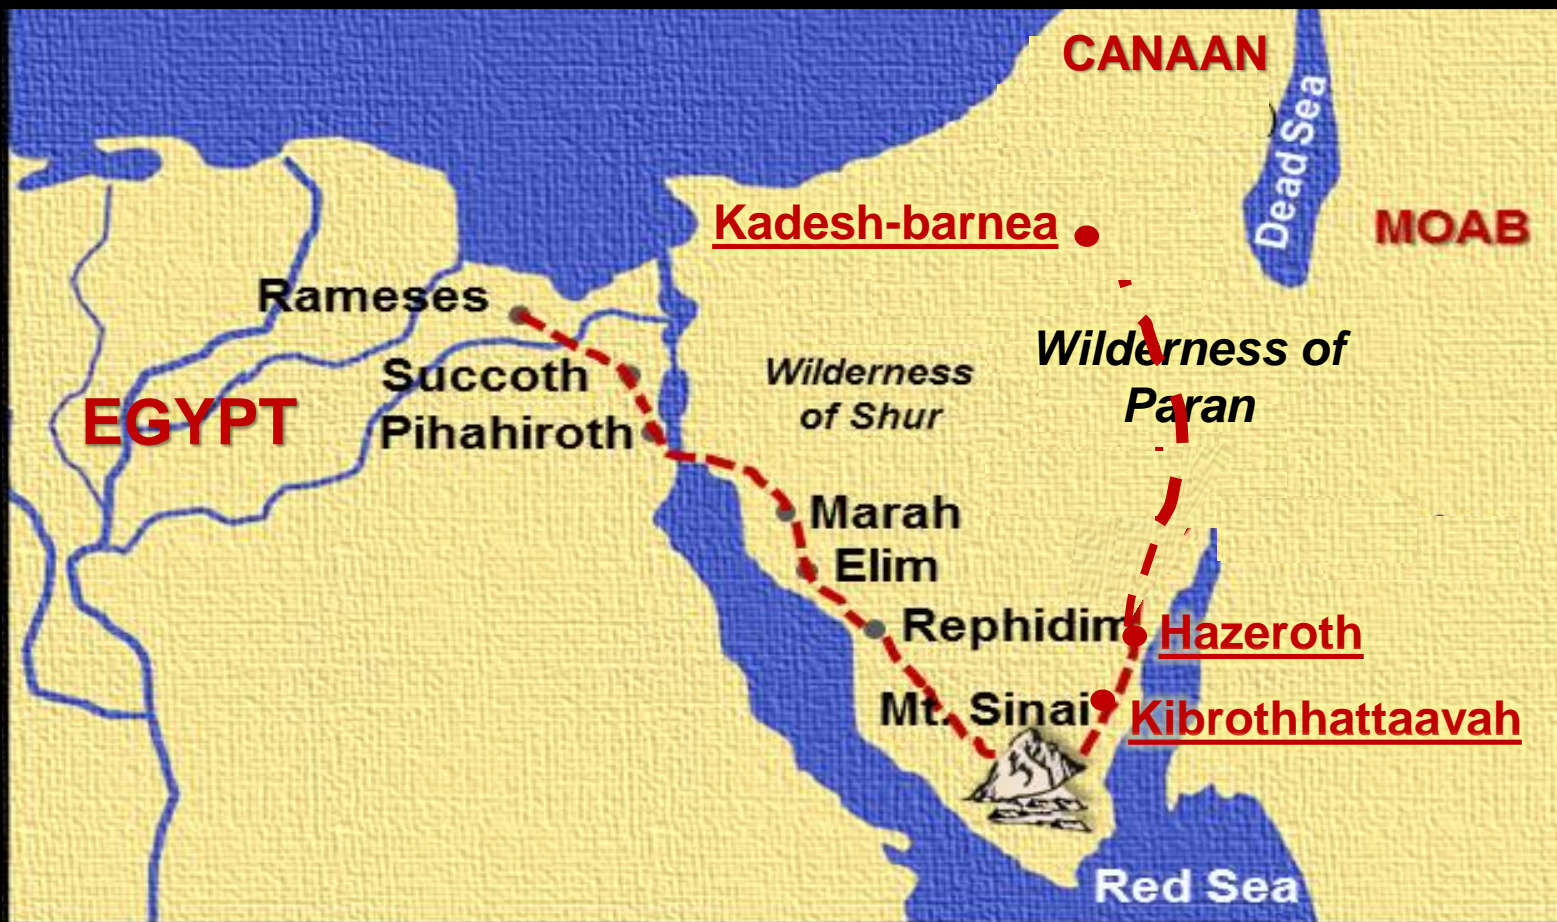 CANAAN
Dead Sea
Kadesh-barnea
MOAB
Rameses
Wilderness of
Paran
Wilderness
of Shur
Succoth
EGYPT
Pihahiroth
Marah
Elim
Rephidim
Hazeroth
Mt. Sinai
Kibrothhattaavah
Red Sea